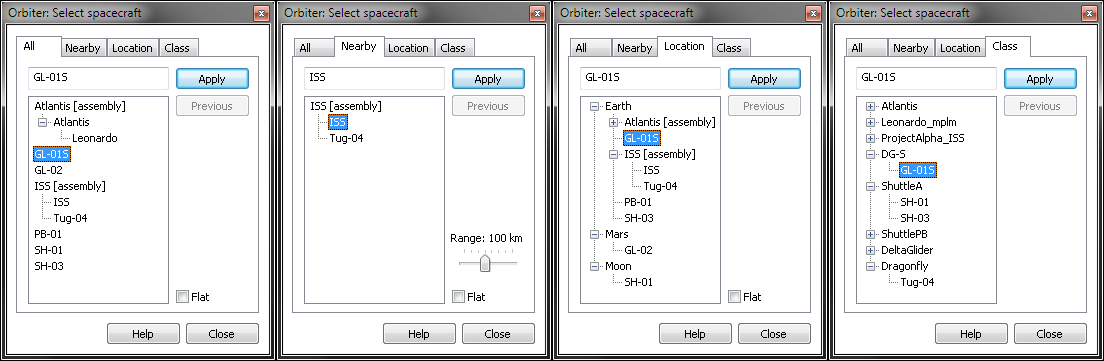 Orbiter: Select spacecraft
All Nearby Location Class
GL-01S Apply
Previous
Atlantis [assembly]
Atlantis
Leonardo
GL-01S
GL-02
ISS [assembly]
ISS
Tug-04
PB-01
SH-01
SH-03
Flat
Help Close
Orbiter: Select spacecraft
All Nearby Location Class
ISS Apply
Previous
ISS [assembly]
ISS
Tug-04
Range: 100 km
Flat
Help Close
Orbiter: Select spacecraft
All Nearby Location Class
GL-01S Apply
Previous
Earth
Atlantis [assembly]
GL-01S
ISS [assembly]
ISS
Tug-04
PB-01
SH-03
Mars
GL-02
Moon
SH-01
Flat
Help Close
Orbiter: Select spacecraft
All Nearby Location Class
GL-01S Apply
Previous
Atlantis
Leonardo_mplm
ProjectAlpha_ISS
DG-S
GL-01S
ShuttleA
SH-01
SH-03
ShuttlePB
DeltaGlider
Dragonfly
Tug-04
Help Close